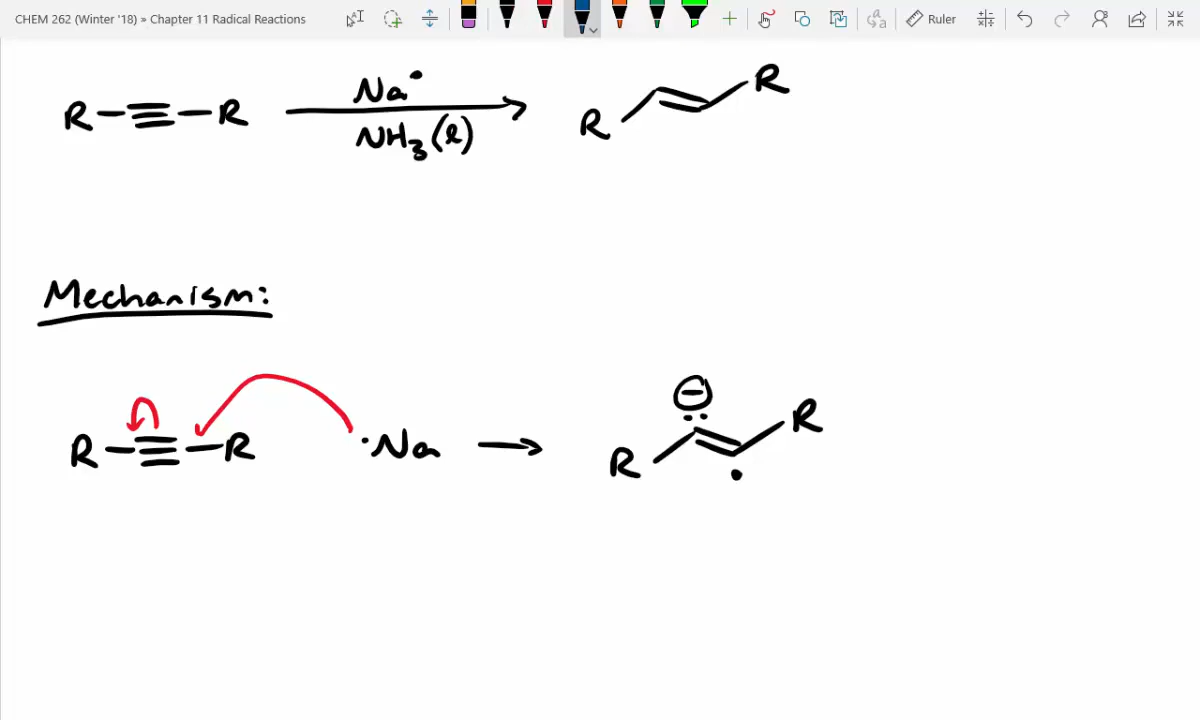 CHEM 262 (Winter '18) » Chapter 11 Radical Reactions
Ruler
R-≡-R Na• R R
NH₃(l)
Mechanism:
R-≡-R •Na → R ⊖ •• • R